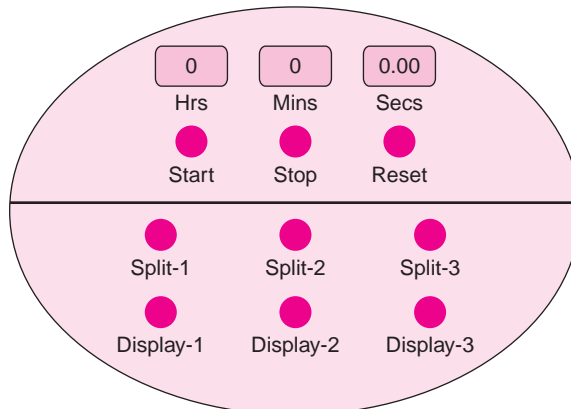 0 0 0.00
Hrs Mins Secs
Start Stop Reset
Split-1 Split-2 Split-3
Display-1 Display-2 Display-3